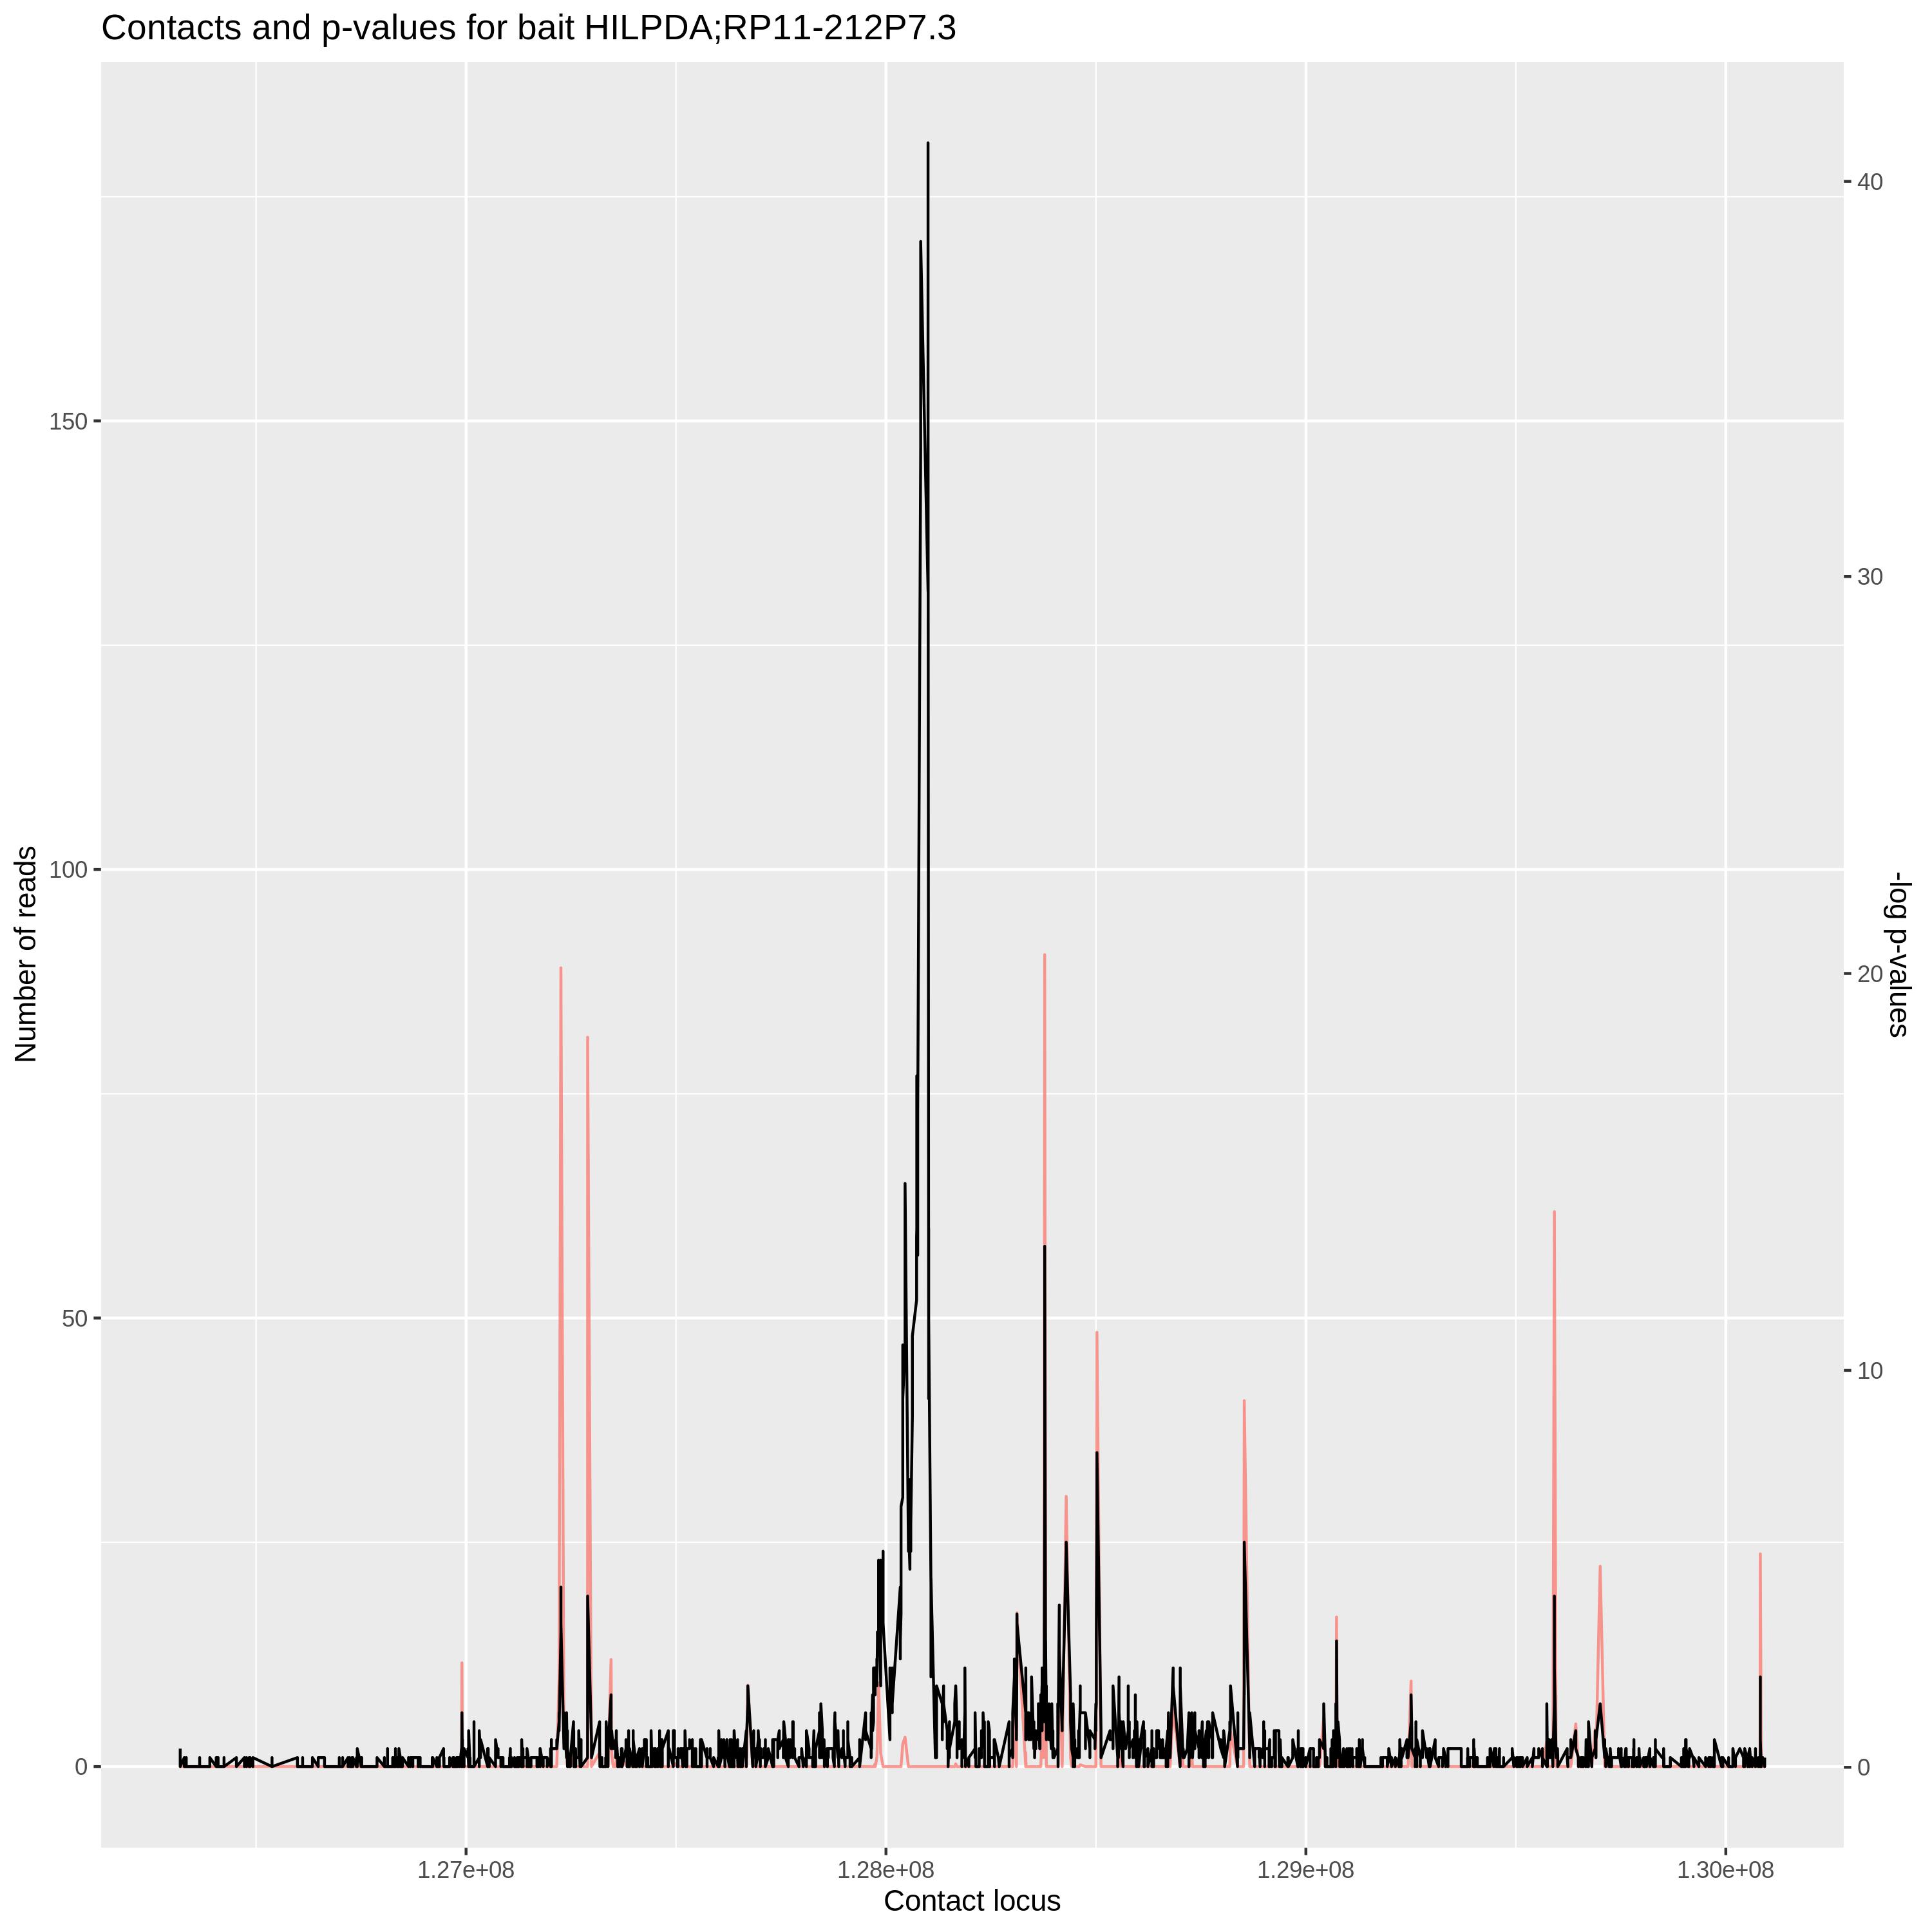 Contacts and p-values for bait HILPDA;RP11-212P7.3
Number of reads
150
100
50
0
40
30
20
10
0
-log p-values
1.27e+08
1.28e+08
1.29e+08
1.30e+08
Contact locus